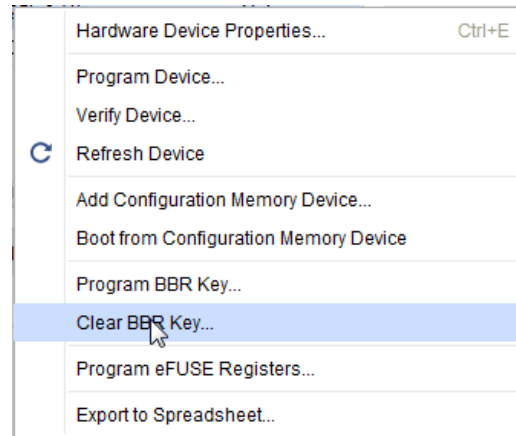 Hardware Device Properties... Ctrl+E
Program Device...
Verify Device...
Refresh Device
Add Configuration Memory Device...
Boot from Configuration Memory Device
Program BBR Key...
Clear BBR Key...
Program eFUSE Registers...
Export to Spreadsheet...